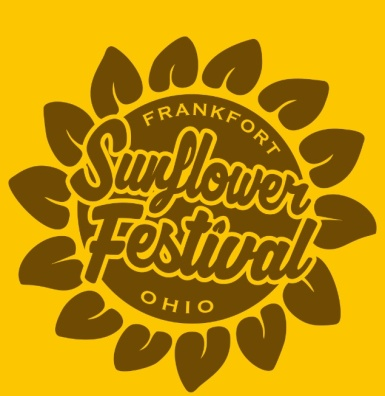 FRANKFORT
Sunflower
Festival
OHIO